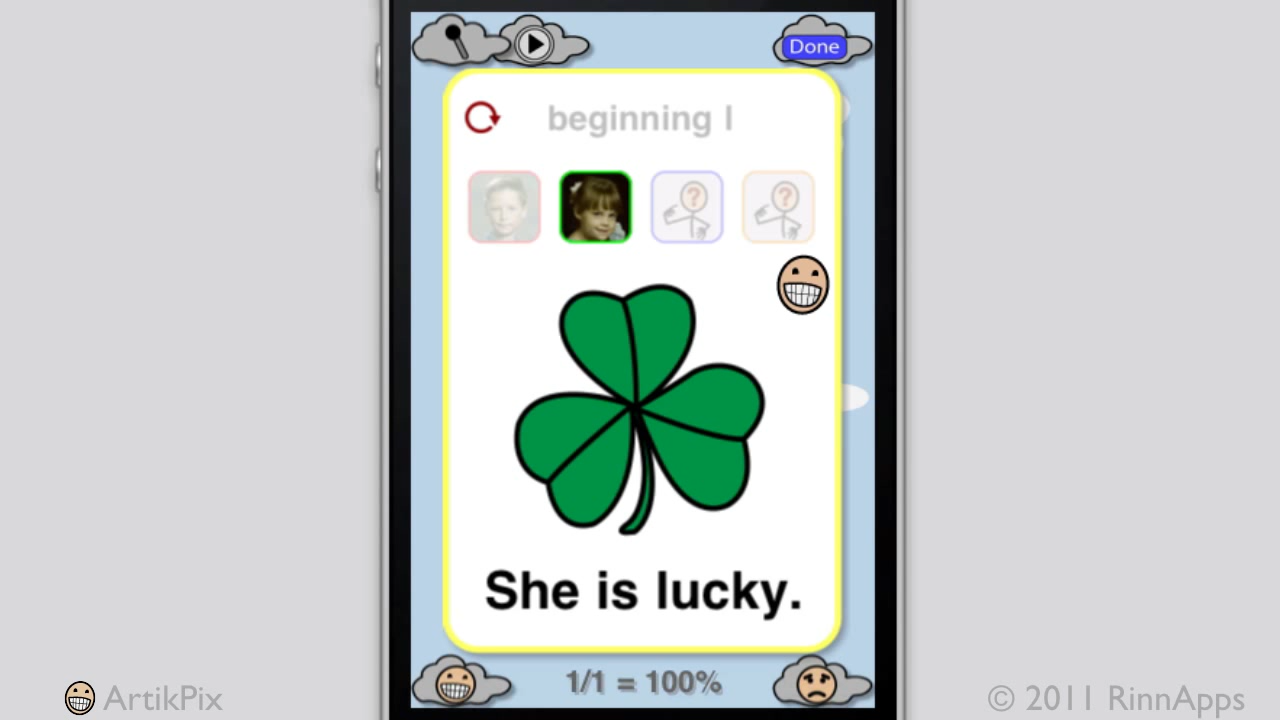 Done
beginning l
?
?
She is lucky.
1/1 = 100%
ArtikPix
© 2011 RinnApps